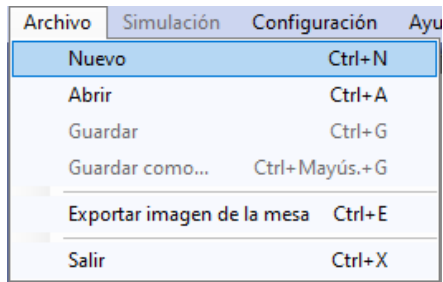 Archivo Simulación Configuración Ayu
Nuevo Ctrl+N
Abrir Ctrl+A
Guardar Ctrl+G
Guardar como... Ctrl+Mayús.+G
Exportar imagen de la mesa Ctrl+E
Salir Ctrl+X